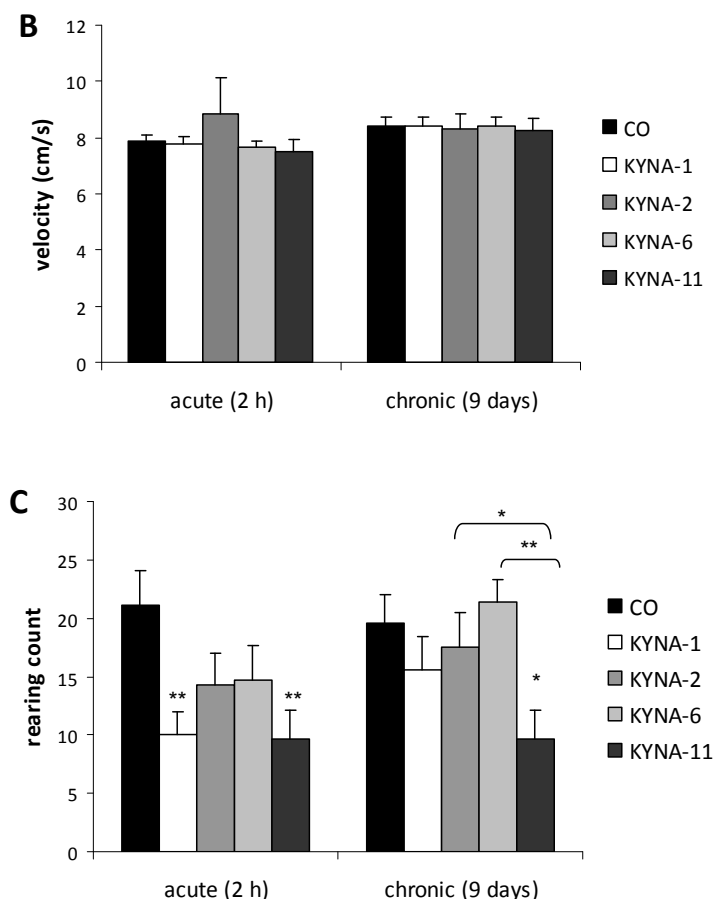 B
velocity (cm/s)
12
10
8
6
4
2
0
acute (2 h)
chronic (9 days)
CO
KYNA-1
KYNA-2
KYNA-6
KYNA-11
C
rearing count
30
25
20
15
10
5
0
**
**
*
**
*
acute (2 h)
chronic (9 days)
CO
KYNA-1
KYNA-2
KYNA-6
KYNA-11